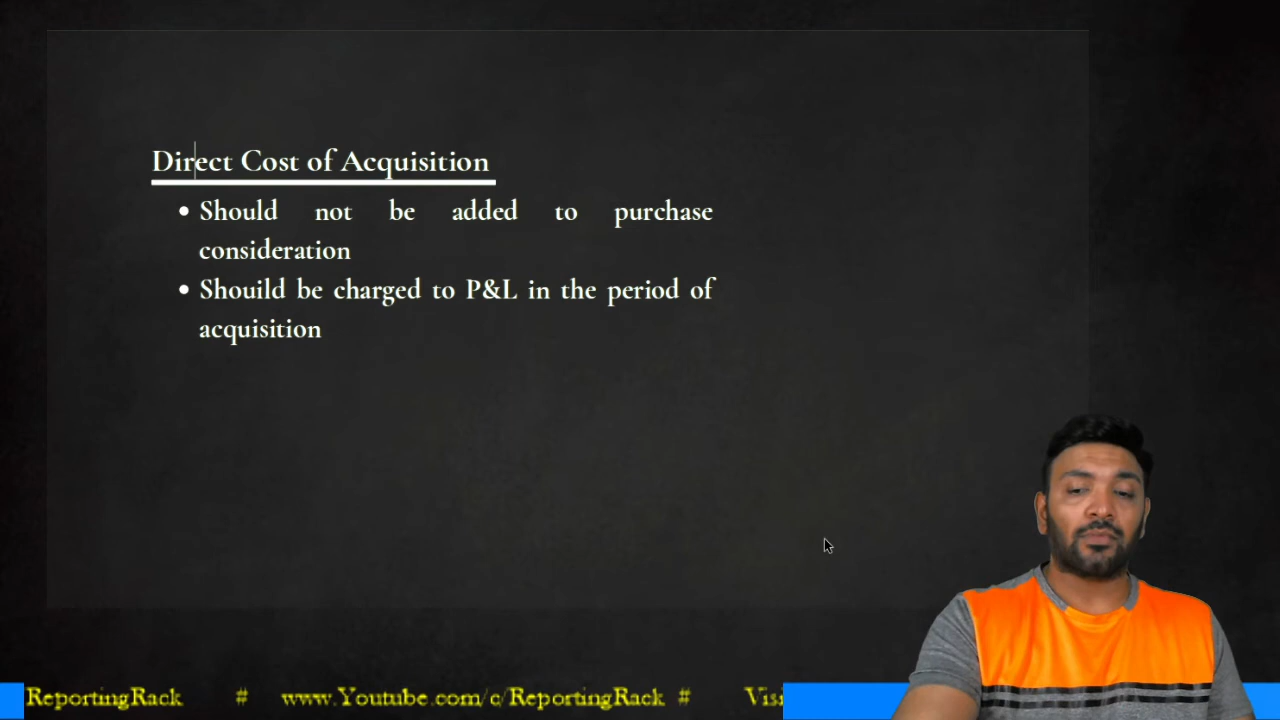 Direct Cost of Acquisition
Should not be added to purchase
consideration
Shouild be charged to P&L in the period of
acquisition
ReportingRack # www.Youtube.com/c/ReportingRack # Visi